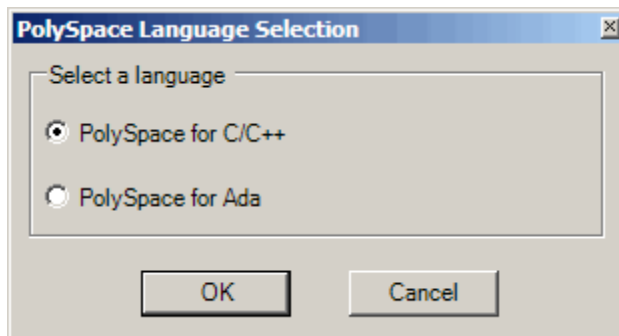 PolySpace Language Selection
Select a language
PolySpace for C/C++
PolySpace for Ada
OK Cancel